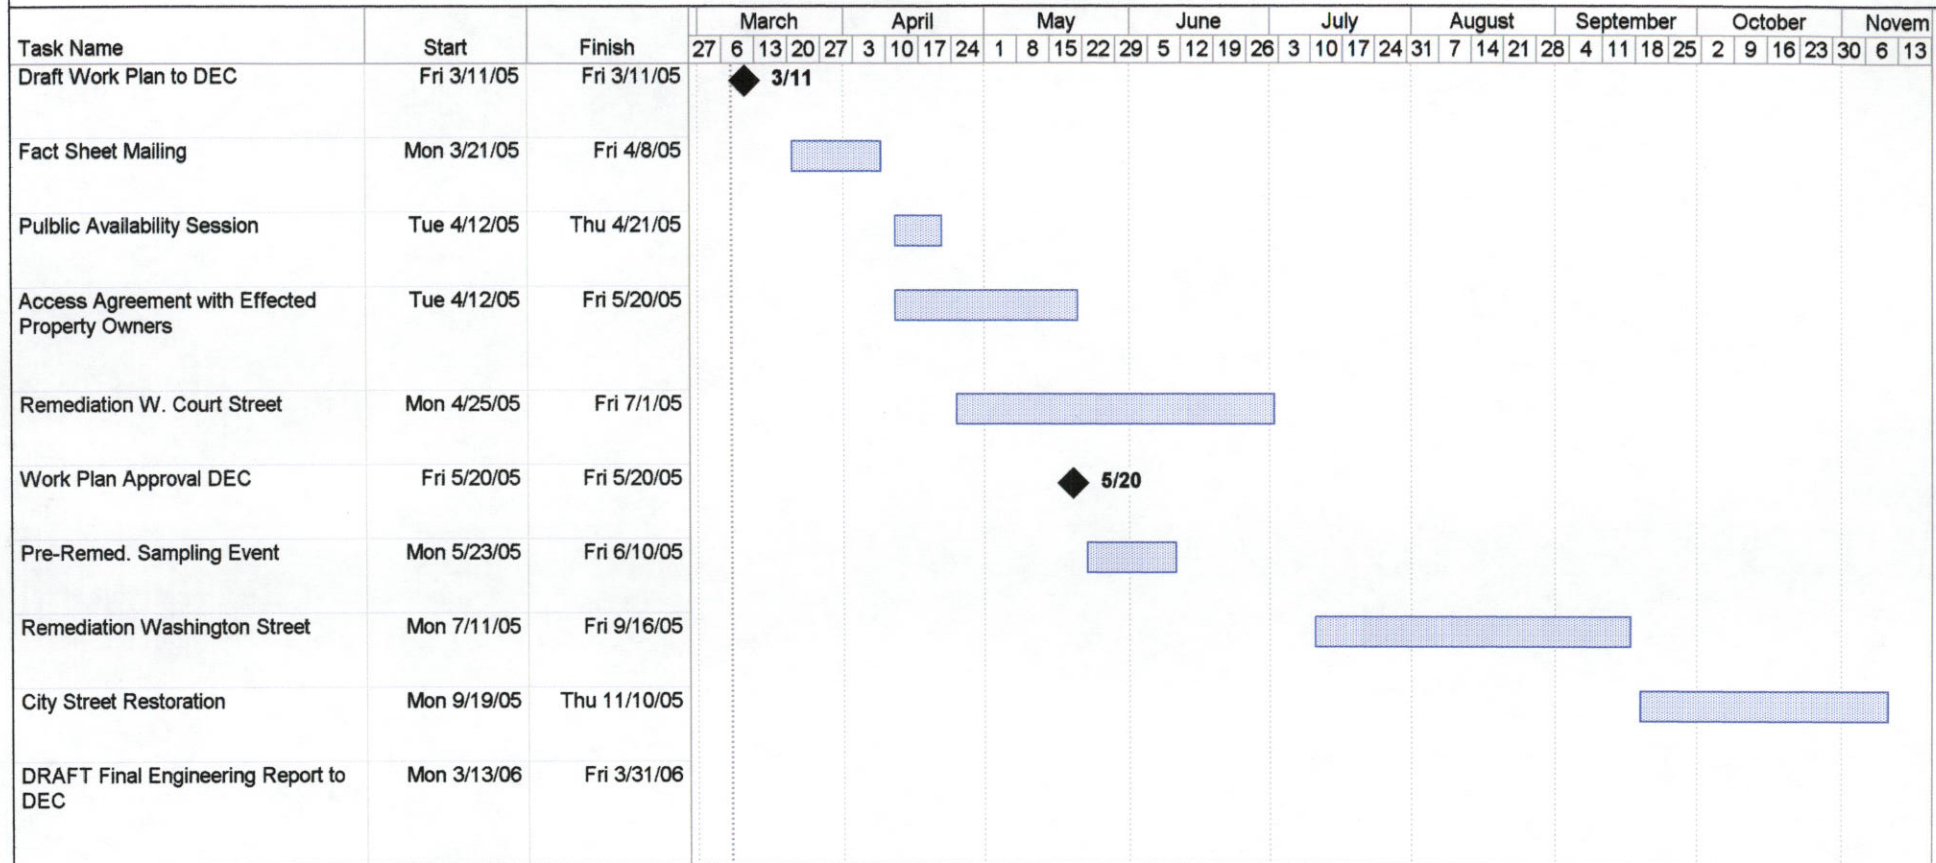 March April May June July August September October Novem
Task Name Start Finish 27 6 13 20 27 3 10 17 24 1 8 15 22 29 5 12 19 26 3 10 17 24 31 7 14 21 28 4 11 18 25 2 9 16 23 30 6 13
Draft Work Plan to DEC Fri 3/11/05 Fri 3/11/05 3/11
Fact Sheet Mailing Mon 3/21/05 Fri 4/8/05
Pulblic Availability Session Tue 4/12/05 Thu 4/21/05
Access Agreement with Effected Tue 4/12/05 Fri 5/20/05
Property Owners
Remediation W. Court Street Mon 4/25/05 Fri 7/1/05
Work Plan Approval DEC Fri 5/20/05 Fri 5/20/05 5/20
Pre-Remed. Sampling Event Mon 5/23/05 Fri 6/10/05
Remediation Washington Street Mon 7/11/05 Fri 9/16/05
City Street Restoration Mon 9/19/05 Thu 11/10/05
DRAFT Final Engineering Report to Mon 3/13/06 Fri 3/31/06
DEC